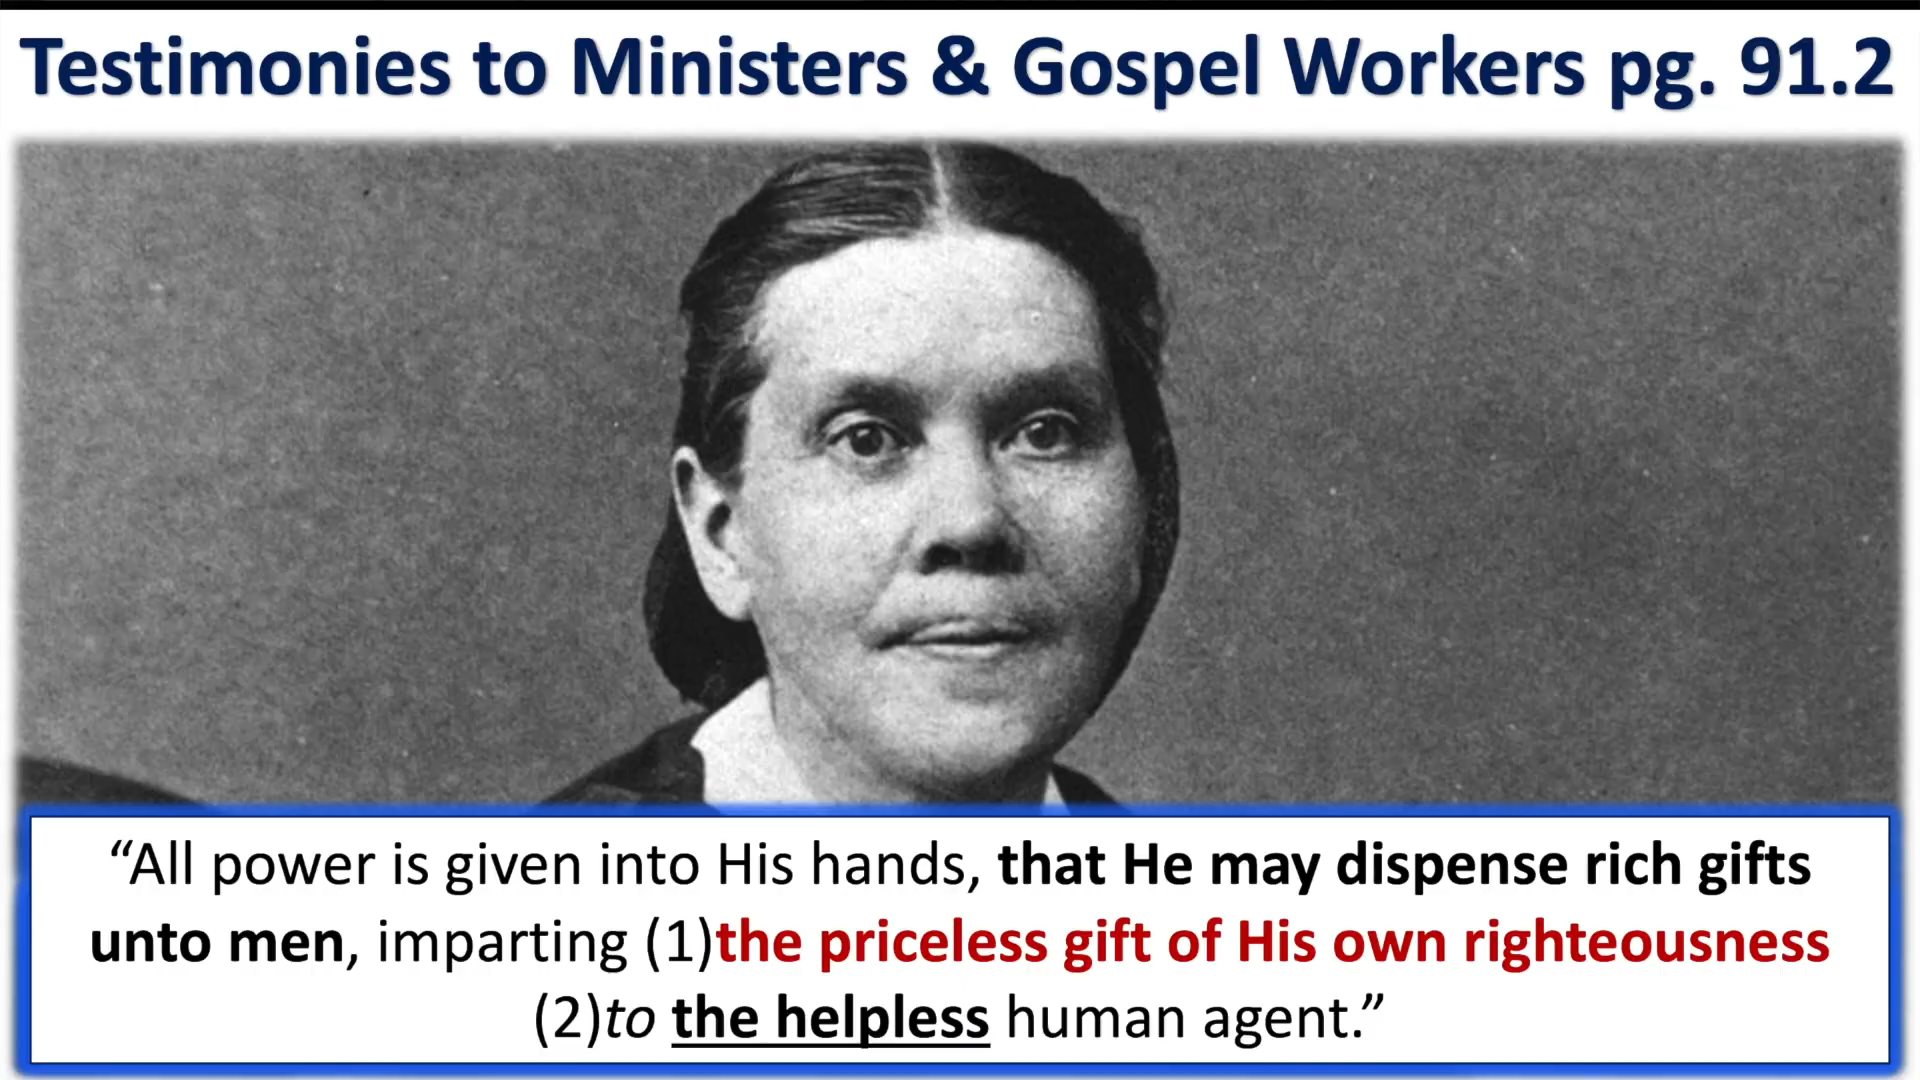 Testimonies to Ministers & Gospel Workers pg. 91.2
“All power is given into His hands, that He may dispense rich gifts
unto men, imparting (1)the priceless gift of His own righteousness
(2)to the helpless human agent.”